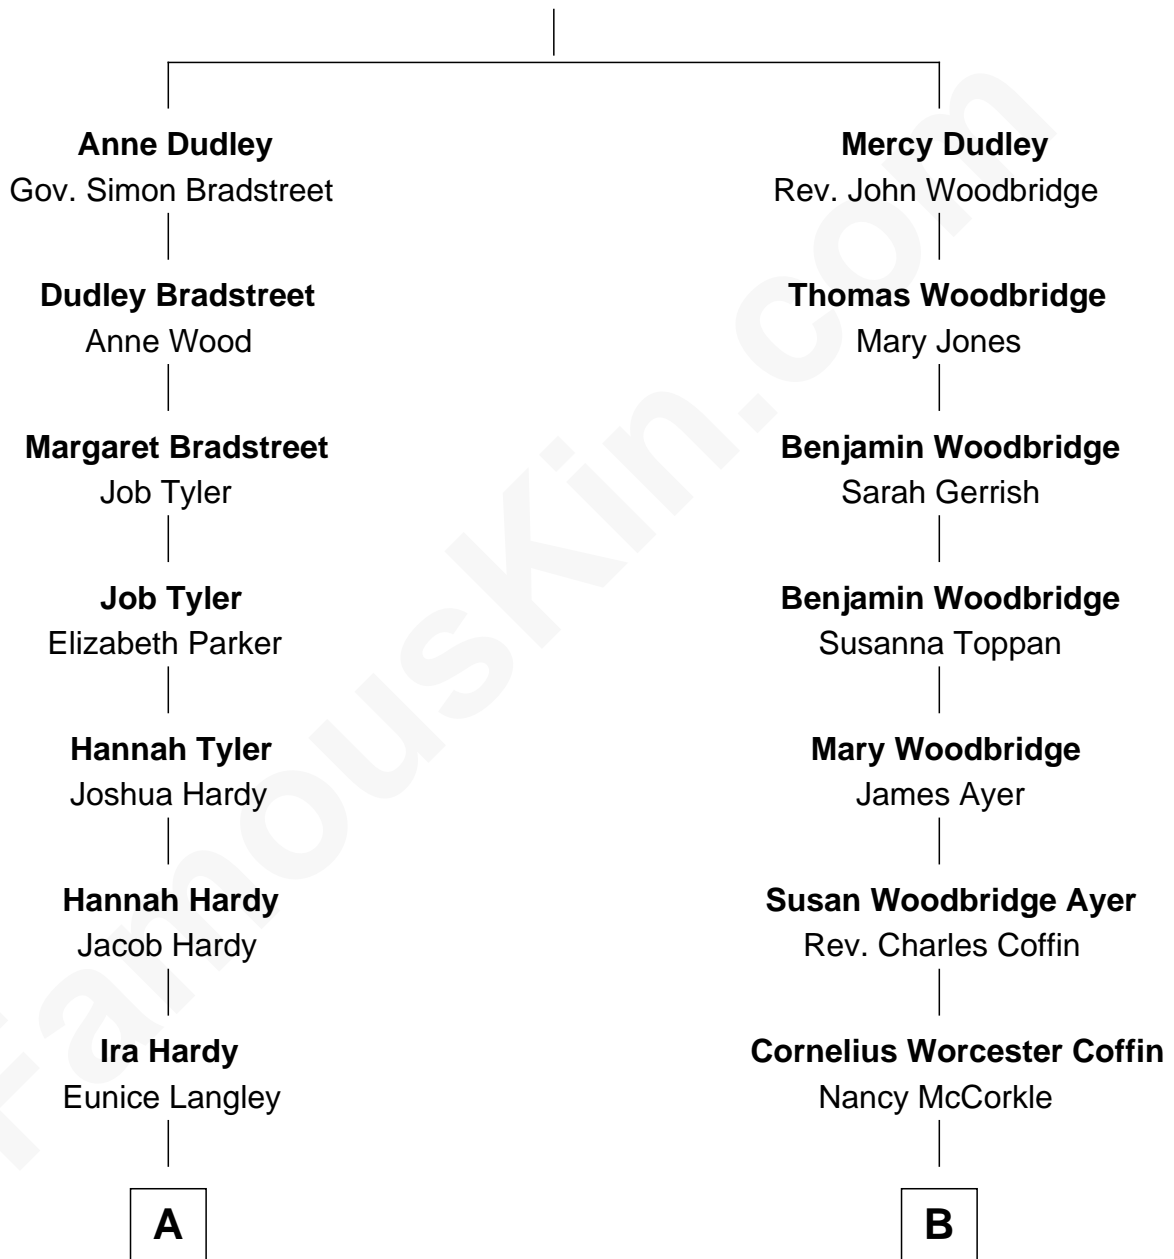 Anne Dudley
Gov. Simon Bradstreet
Mercy Dudley
Rev. John Woodbridge
Dudley Bradstreet
Anne Wood
Thomas Woodbridge
Mary Jones
Margaret Bradstreet
Job Tyler
Benjamin Woodbridge
Sarah Gerrish
Job Tyler
Elizabeth Parker
Benjamin Woodbridge
Susanna Toppan
Hannah Tyler
Joshua Hardy
Mary Woodbridge
James Ayer
Hannah Hardy
Jacob Hardy
Susan Woodbridge Ayer
Rev. Charles Coffin
Ira Hardy
Eunice Langley
Cornelius Worcester Coffin
Nancy McCorkle
A
B
FamousKin.com